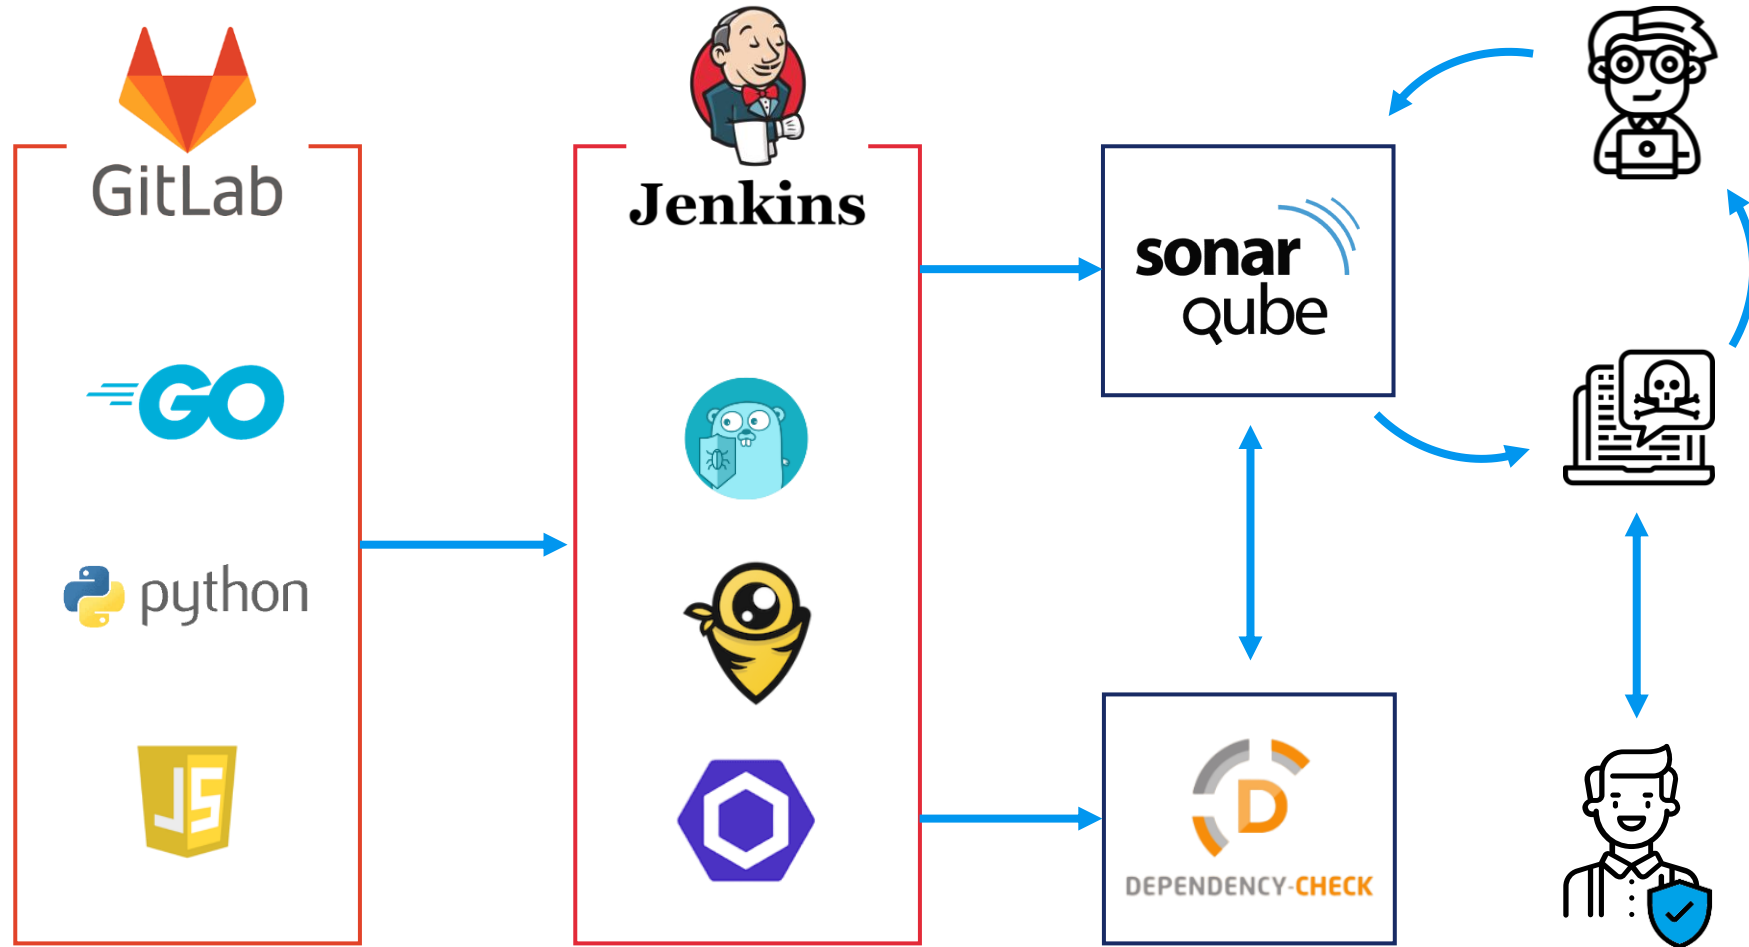 GitLab
GO
python
JS
Jenkins
sonar
qube
D
DEPENDENCY-CHECK